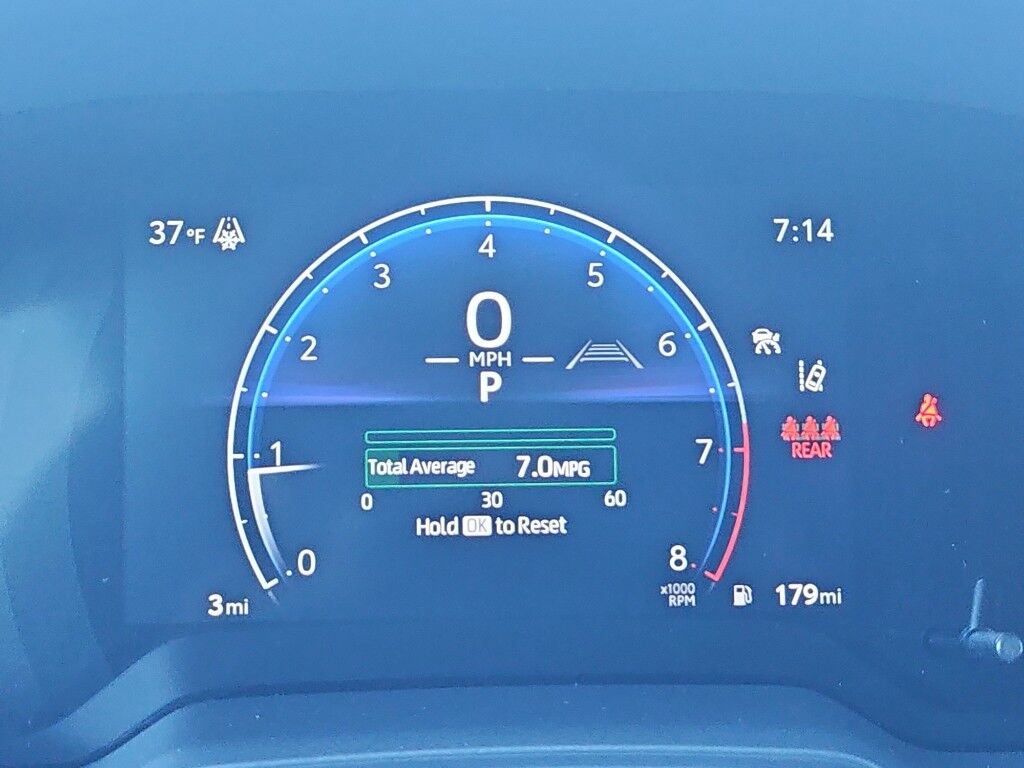 37°F
7:14
4
3
5
0
2
6
MPH
P
REAR
1
7
Total Average 7.0MPG
0 30 60
Hold OK to Reset
0
8
x1000
RPM
3mi
179mi